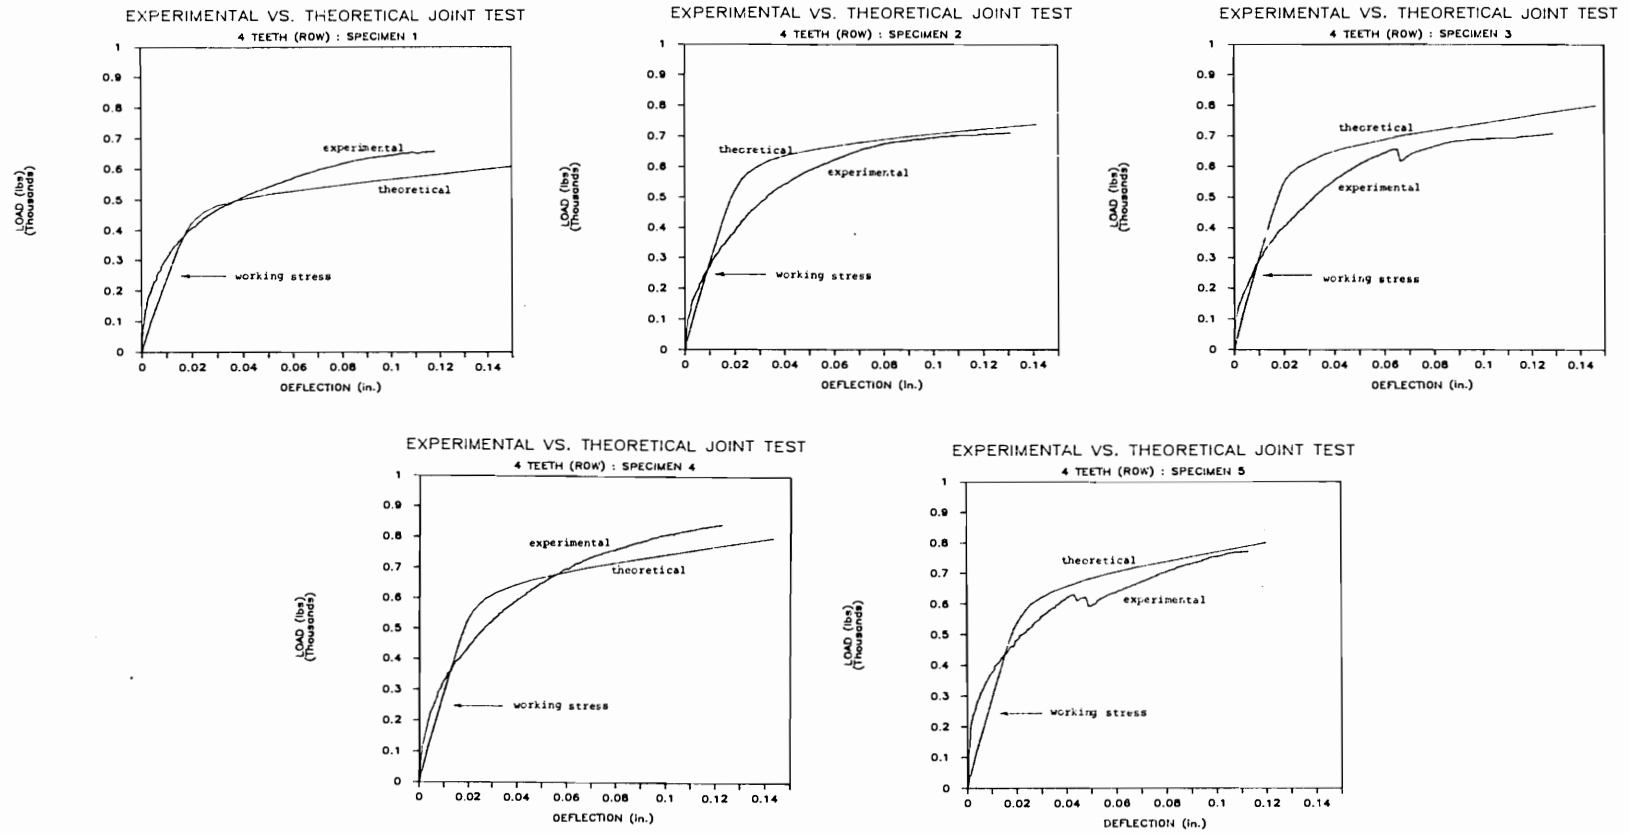 EXPERIMENTAL VS. THEORETICAL JOINT TEST
4 TEETH (ROW) : SPECIMEN 1
1
0.9
0.8
0.7
0.6
0.5
0.4
0.3
0.2
0.1
0
LOAD (lbs)
(Thousands)
experimental
theoretical
working stress
0 0.02 0.04 0.06 0.08 0.1 0.12 0.14
DEFLECTION (in.)
EXPERIMENTAL VS. THEORETICAL JOINT TEST
4 TEETH (ROW) : SPECIMEN 2
1
0.9
0.8
0.7
0.6
0.5
0.4
0.3
0.2
0.1
0
LOAD (lbs)
(Thousands)
theoretical
experimental
working stress
0 0.02 0.04 0.06 0.08 0.1 0.12 0.14
DEFLECTION (in.)
EXPERIMENTAL VS. THEORETICAL JOINT TEST
4 TEETH (ROW) : SPECIMEN 3
1
0.9
0.8
0.7
0.6
0.5
0.4
0.3
0.2
0.1
0
LOAD (lbs)
(Thousands)
theoretical
experimental
working stress
0 0.02 0.04 0.06 0.08 0.1 0.12 0.14
DEFLECTION (in.)
EXPERIMENTAL VS. THEORETICAL JOINT TEST
4 TEETH (ROW) : SPECIMEN 4
1
0.9
0.8
0.7
0.6
0.5
0.4
0.3
0.2
0.1
0
LOAD (lbs)
(Thousands)
experimental
theoretical
working stress
0 0.02 0.04 0.06 0.08 0.1 0.12 0.14
DEFLECTION (in.)
EXPERIMENTAL VS. THEORETICAL JOINT TEST
4 TEETH (ROW) : SPECIMEN 5
1
0.9
0.8
0.7
0.6
0.5
0.4
0.3
0.2
0.1
0
LOAD (lbs)
(Thousands)
theoretical
experimental
working stress
0 0.02 0.04 0.06 0.08 0.1 0.12 0.14
DEFLECTION (in.)